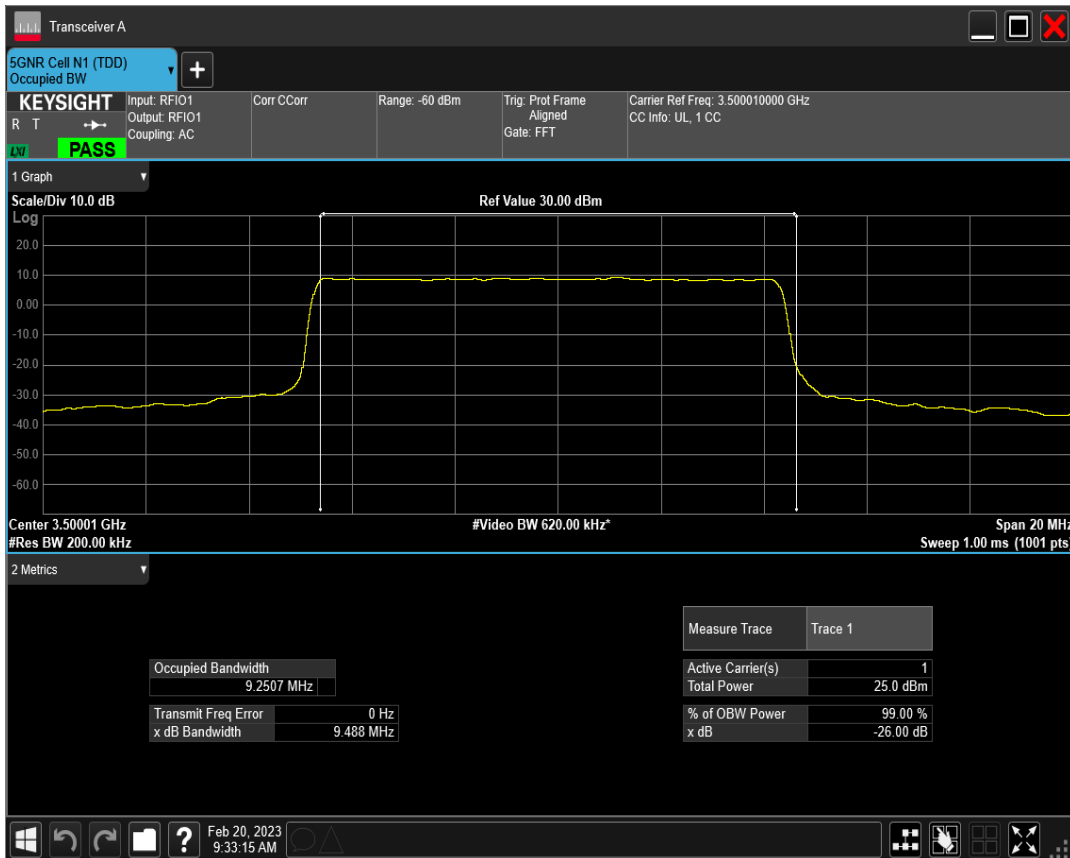 Transceiver A
5GNR Cell N1 (TDD)
Occupied BW
+
KEYSIGHT
R T
LXI
PASS
Input: RFIO1
Output: RFIO1
Coupling: AC
Corr CCorr
Range: -60 dBm
Trig: Prot Frame
Aligned
Gate: FFT
Carrier Ref Freq: 3.500010000 GHz
CC Info: UL, 1 CC
1 Graph
Scale/Div 10.0 dB
Ref Value 30.00 dBm
Log
20.0
10.0
0.00
-10.0
-20.0
-30.0
-40.0
-50.0
-60.0
Center 3.50001 GHz
#Video BW 620.00 kHz*
Span 20 MHz
#Res BW 200.00 kHz
Sweep 1.00 ms (1001 pts)
2 Metrics
Measure Trace Trace 1
Occupied Bandwidth
9.2507 MHz
Active Carrier(s) 1
Total Power 25.0 dBm
Transmit Freq Error 0 Hz
x dB Bandwidth 9.488 MHz
% of OBW Power 99.00 %
x dB -26.00 dB
?
Feb 20, 2023
9:33:15 AM